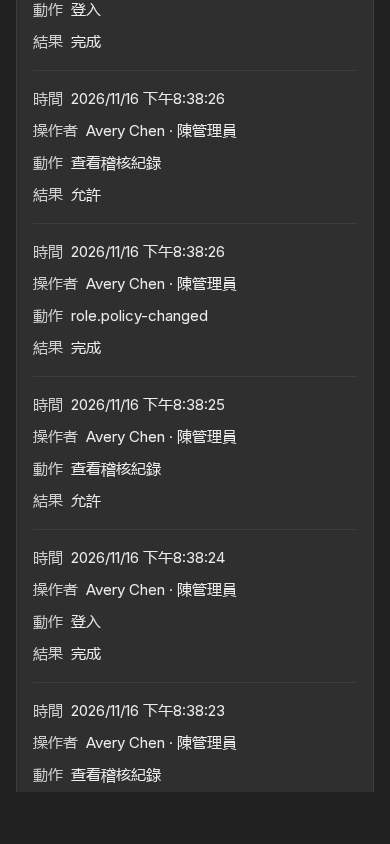 動作 登入
結果 完成
時間 2026/11/16 下午8:38:26
操作者 Avery Chen · 陳管理員
動作 查看稽核紀錄
結果 允許
時間 2026/11/16 下午8:38:26
操作者 Avery Chen · 陳管理員
動作 role.policy-changed
結果 完成
時間 2026/11/16 下午8:38:25
操作者 Avery Chen · 陳管理員
動作 查看稽核紀錄
結果 允許
時間 2026/11/16 下午8:38:24
操作者 Avery Chen · 陳管理員
動作 登入
結果 完成
時間 2026/11/16 下午8:38:23
操作者 Avery Chen · 陳管理員
動作 查看稽核紀錄